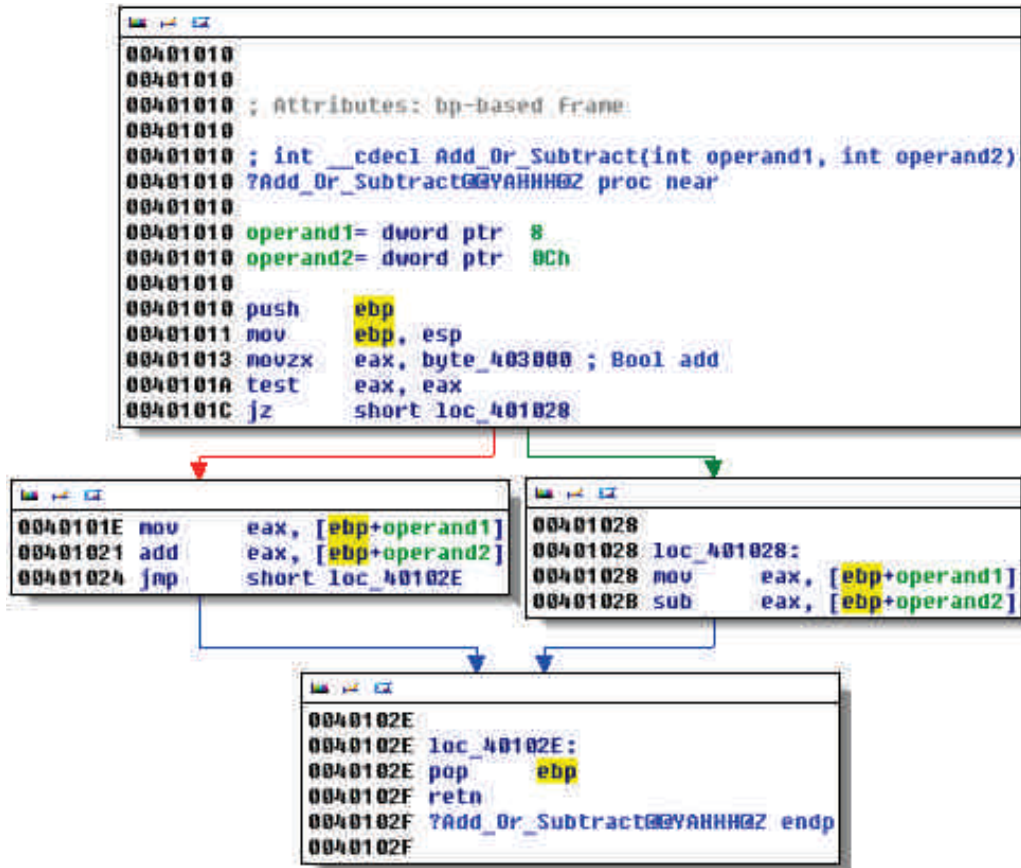 00401010
00401010
00401010 ; Attributes: bp-based frame
00401010
00401010 ; int __cdecl Add_Or_Subtract(int operand1, int operand2)
00401010 ?Add_Or_Subtract@@YAHHH@Z proc near
00401010
00401010 operand1= dword ptr 8
00401010 operand2= dword ptr 0Ch
00401010
00401010 push ebp
00401011 mov ebp, esp
00401013 movzx eax, byte_403000 ; Bool add
0040101A test eax, eax
0040101C jz short loc_401028
0040101E mov eax, [ebp+operand1]
00401021 add eax, [ebp+operand2]
00401024 jmp short loc_40102E
00401028
00401028 loc_401028:
00401028 mov eax, [ebp+operand1]
0040102B sub eax, [ebp+operand2]
0040102E
0040102E loc_40102E:
0040102E pop ebp
0040102F retn
0040102F ?Add_Or_Subtract@@YAHHH@Z endp
0040102F